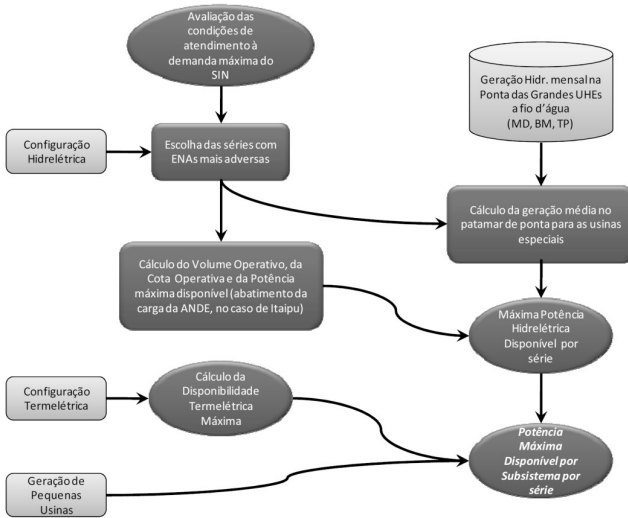 Avaliação das
condições de
atendimento à
demanda máxima do
SIN
Geração Hidr. mensal na
Ponta das Grandes UHEs
a fio d'água
(MD, BM, TP)
Configuração
Hidrelétrica
Escolha das séries com
ENAs mais adversas
Cálculo da geração média no
patamar de ponta para as usinas
especiais
Cálculo do Volume Operativo, da
Cota Operativa e da Potência
máxima disponível (abatimento da
carga da ANDE, no caso de Itaipu)
Máxima Potência
Hidrelétrica
Disponível por
série
Configuração
Termelétrica
Cálculo da
Disponibilidade
Termelétrica
Máxima
Potência
Máxima
Disponível por
Subsistema por
série
Geração de
Pequenas
Usinas